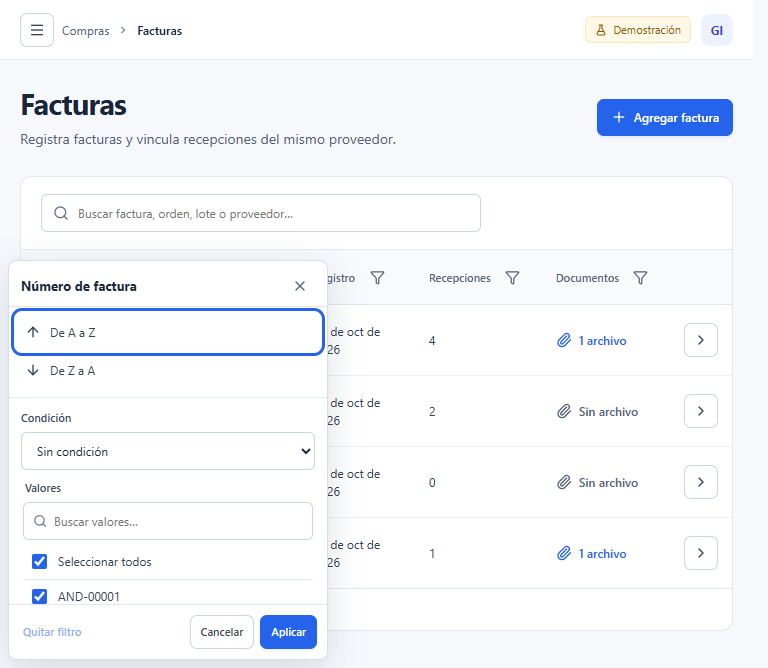 Compras > Facturas
Demostración
GI
Facturas
Registra facturas y vincula recepciones del mismo proveedor.
+ Agregar factura
Buscar factura, orden, lote o proveedor...
gistro
Recepciones
Documentos
de oct de
26
4
1 archivo
de oct de
26
2
Sin archivo
de oct de
26
0
Sin archivo
de oct de
26
1
1 archivo
Número de factura
De A a Z
De Z a A
Condición
Sin condición
Valores
Buscar valores...
Seleccionar todos
AND-00001
Quitar filtro
Cancelar
Aplicar